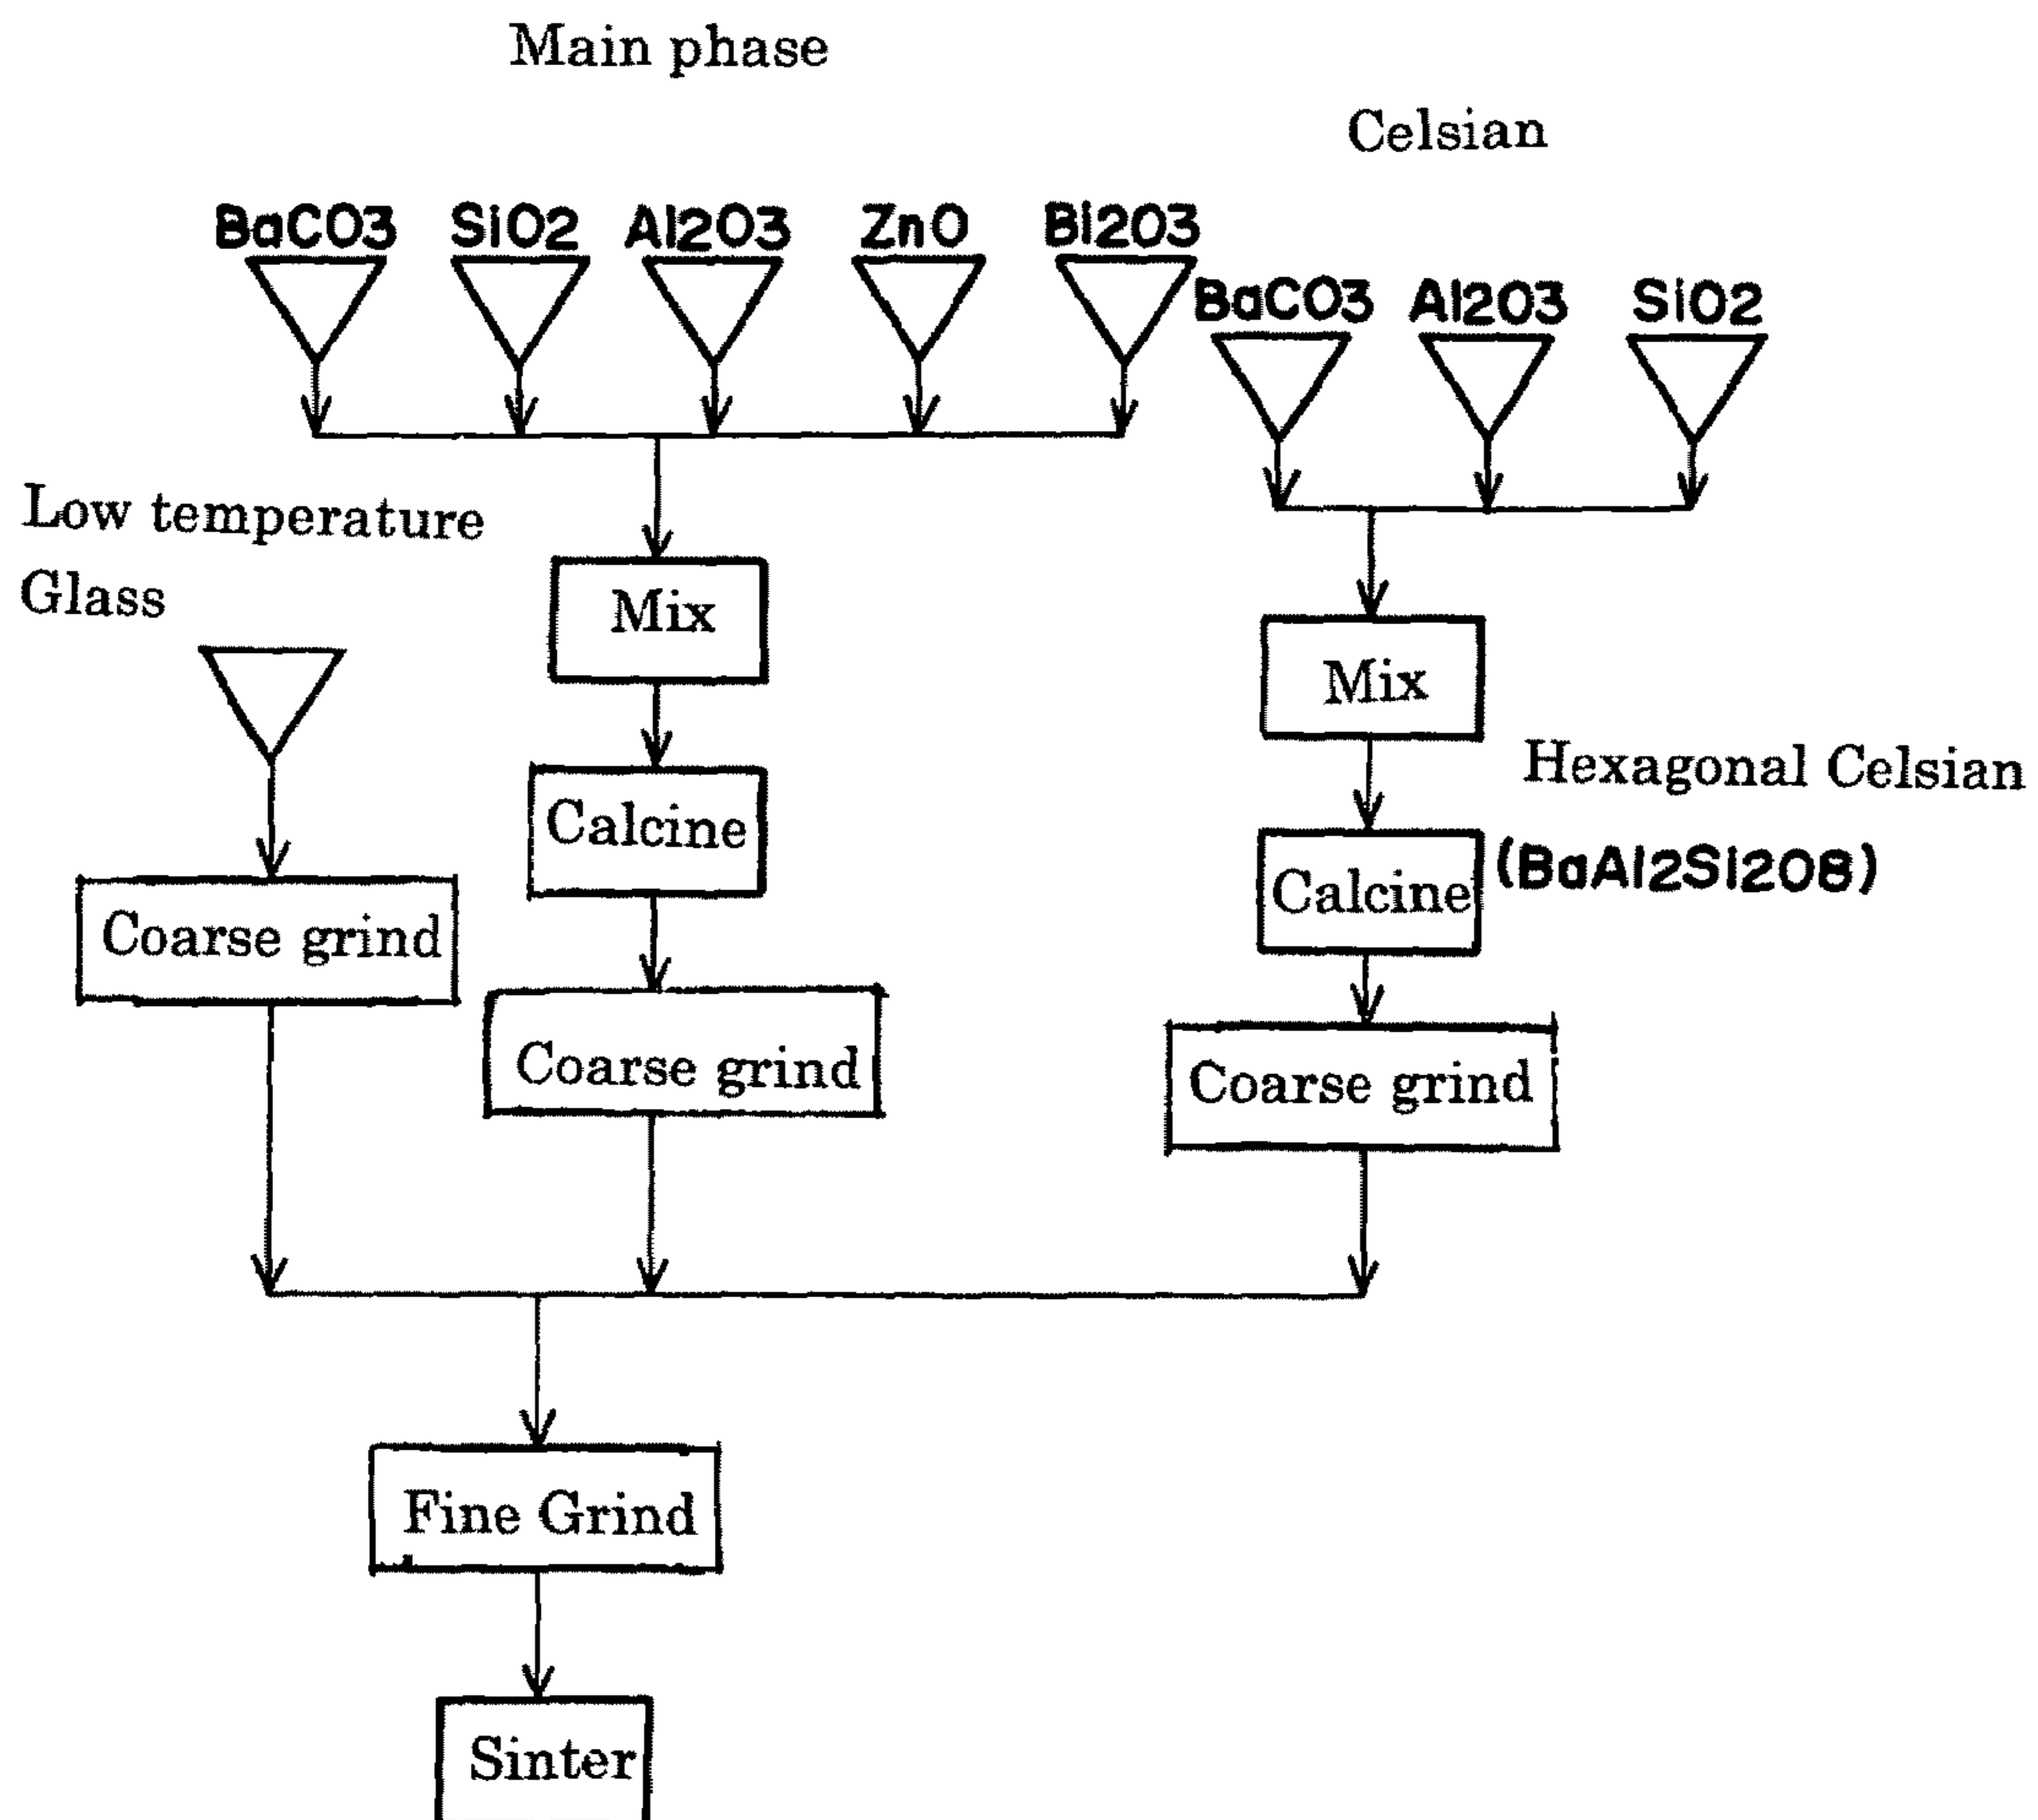 Main phase
Celsian
BaCO3 SiO2 Al2O3 ZnO Bi2O3
BaCO3 Al2O3 SiO2
Low temperature
Glass
Mix
Mix
Hexagonal Celsian
(BaAl2Si2O8)
Calcine
Calcine
Coarse grind
Coarse grind
Coarse grind
Fine Grind
Sinter